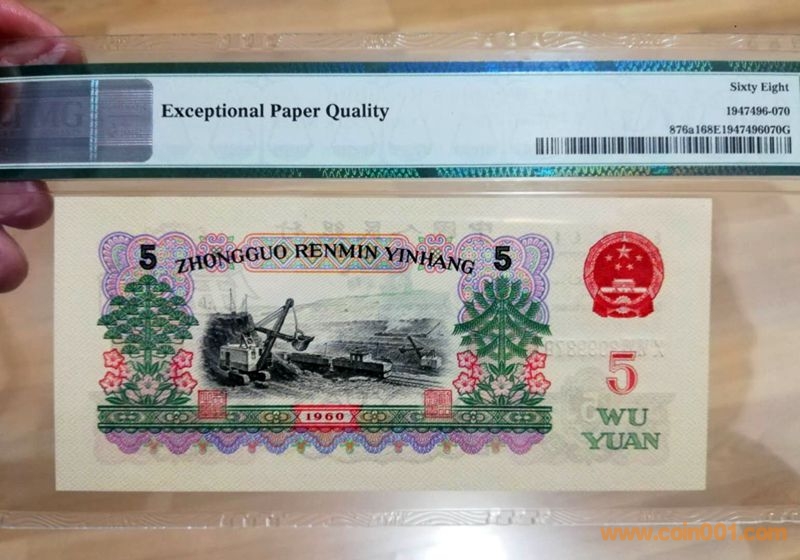 PMG
Exceptional Paper Quality
Sixty Eight
1947496-070
876a168E1947496070G
5
ZHONGGUO RENMIN YINHANG
5
5
WU
YUAN
1960
www.coin001.com